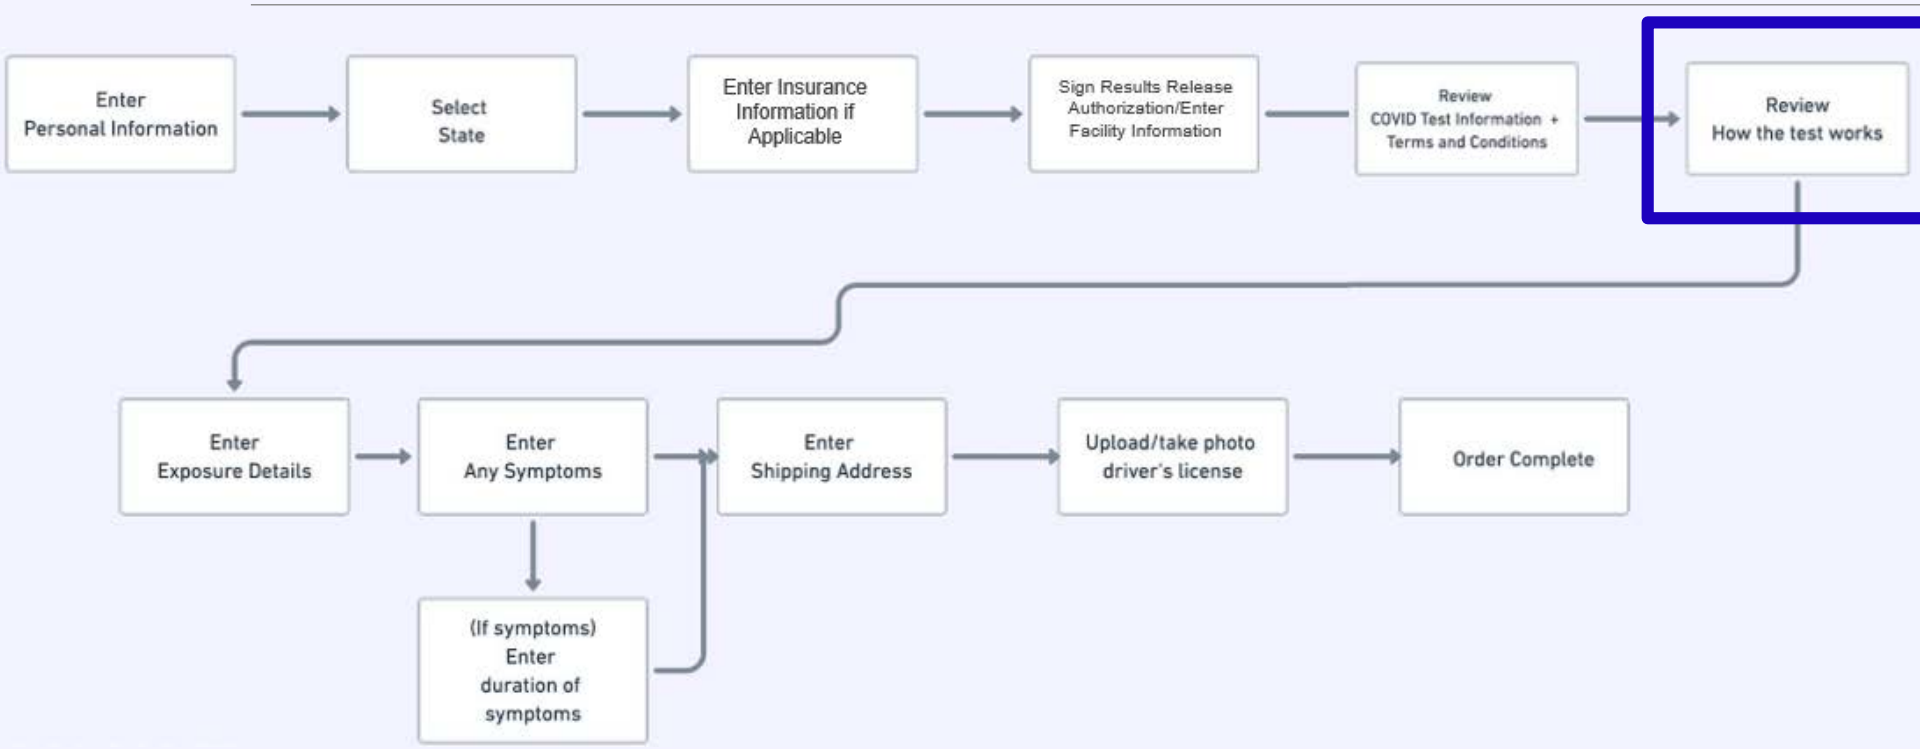 Enter
Personal Information
Select
State
Enter Insurance
Information if
Applicable
Sign Results Release
Authorization/Enter
Facility Information
Review
COVID Test Information +
Terms and Conditions
Review
How the test works
Enter
Exposure Details
Enter
Any Symptoms
Enter
Shipping Address
Upload/take photo
driver's license
Order Complete
(If symptoms)
Enter
duration of
symptoms